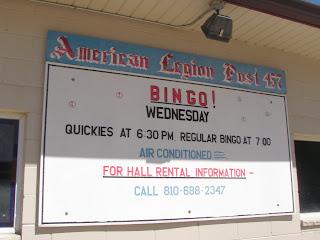 American Legion Post 457
BINGO!
WEDNESDAY
QUICKIES AT 6:30 PM REGULAR BINGO AT 7:00
AIR CONDITIONED
FOR HALL RENTAL INFORMATION -
CALL 810-688-2347